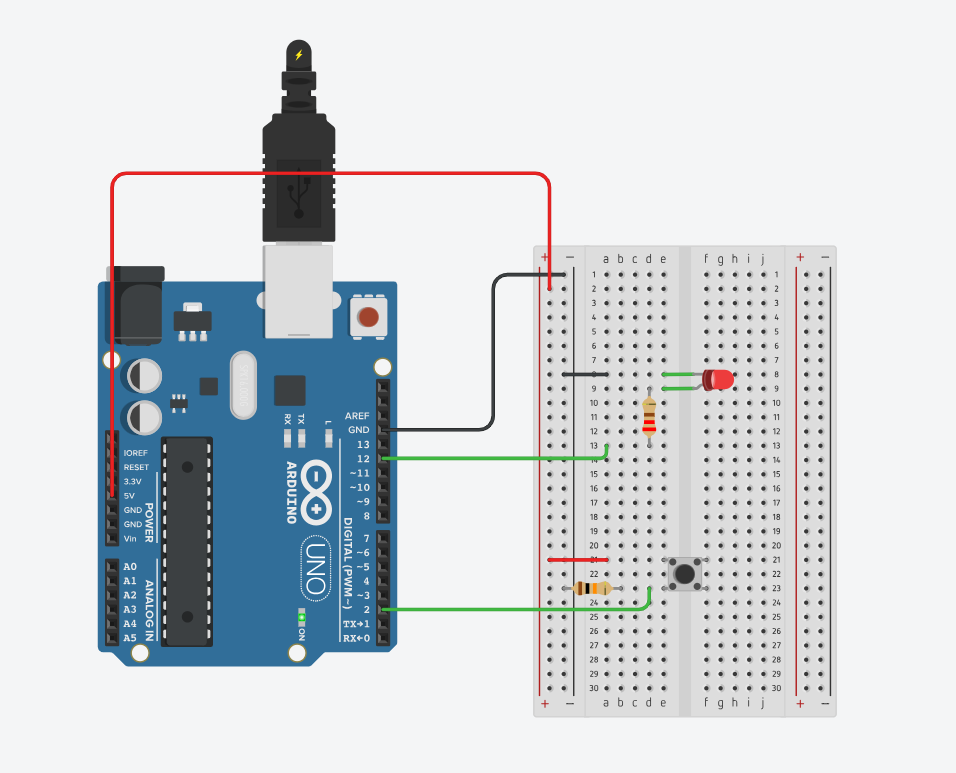 + − a b c d e f g h i j + −
1 1
2 2
3 3
4 4
5 5
6 6
7 7
8 8
9 9
10 10
11 11
12 12
13 13
14 14
15 15
16 16
17 17
18 18
19 19
20 20
21 21
22 22
23 23
24 24
25 25
26 26
27 27
28 28
29 29
30 30
+ − a b c d e f g h i j + −
AREF
GND
13
12
~11
~10
~9
8
7
~6
~5
4
~3
2
TX→1
RX←0
DIGITAL (PWM~)
RX
TX
L
ARDUINO
UNO
ON
IOREF
RESET
3.3V
5V
GND
GND
Vin
POWER
A0
A1
A2
A3
A4
A5
ANALOG IN